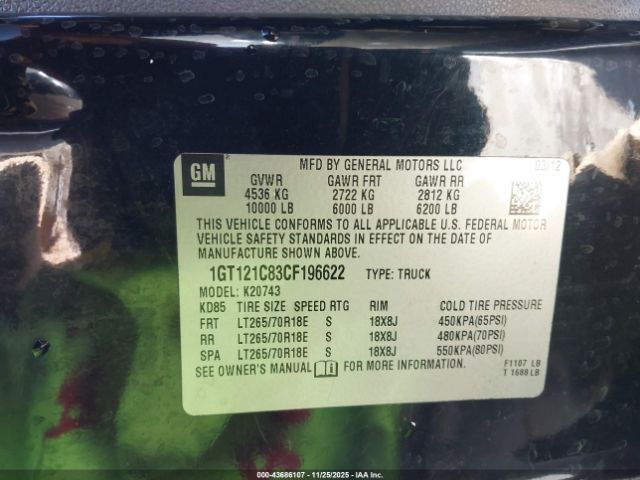 GM
MFD BY GENERAL MOTORS LLC 03/12
GVWR GAWR FRT GAWR RR
4536 KG 2722 KG 2812 KG
10000 LB 6000 LB 6200 LB
THIS VEHICLE CONFORMS TO ALL APPLICABLE U.S. FEDERAL MOTOR
VEHICLE SAFETY STANDARDS IN EFFECT ON THE DATE OF
MANUFACTURE SHOWN ABOVE.
1GT121C83CF196622 TYPE: TRUCK
MODEL: K20743
KD85 TIRE SIZE SPEED RTG RIM COLD TIRE PRESSURE
FRT LT265/70R18E S 18X8J 450KPA(65PSI)
RR LT265/70R18E S 18X8J 480KPA(70PSI)
SPA LT265/70R18E S 18X8J 550KPA(80PSI)
SEE OWNER'S MANUAL FOR MORE INFORMATION.
F1107 LB
T 1688 LB
000-43686107 - 11/25/2025 - IAA Inc. (C)